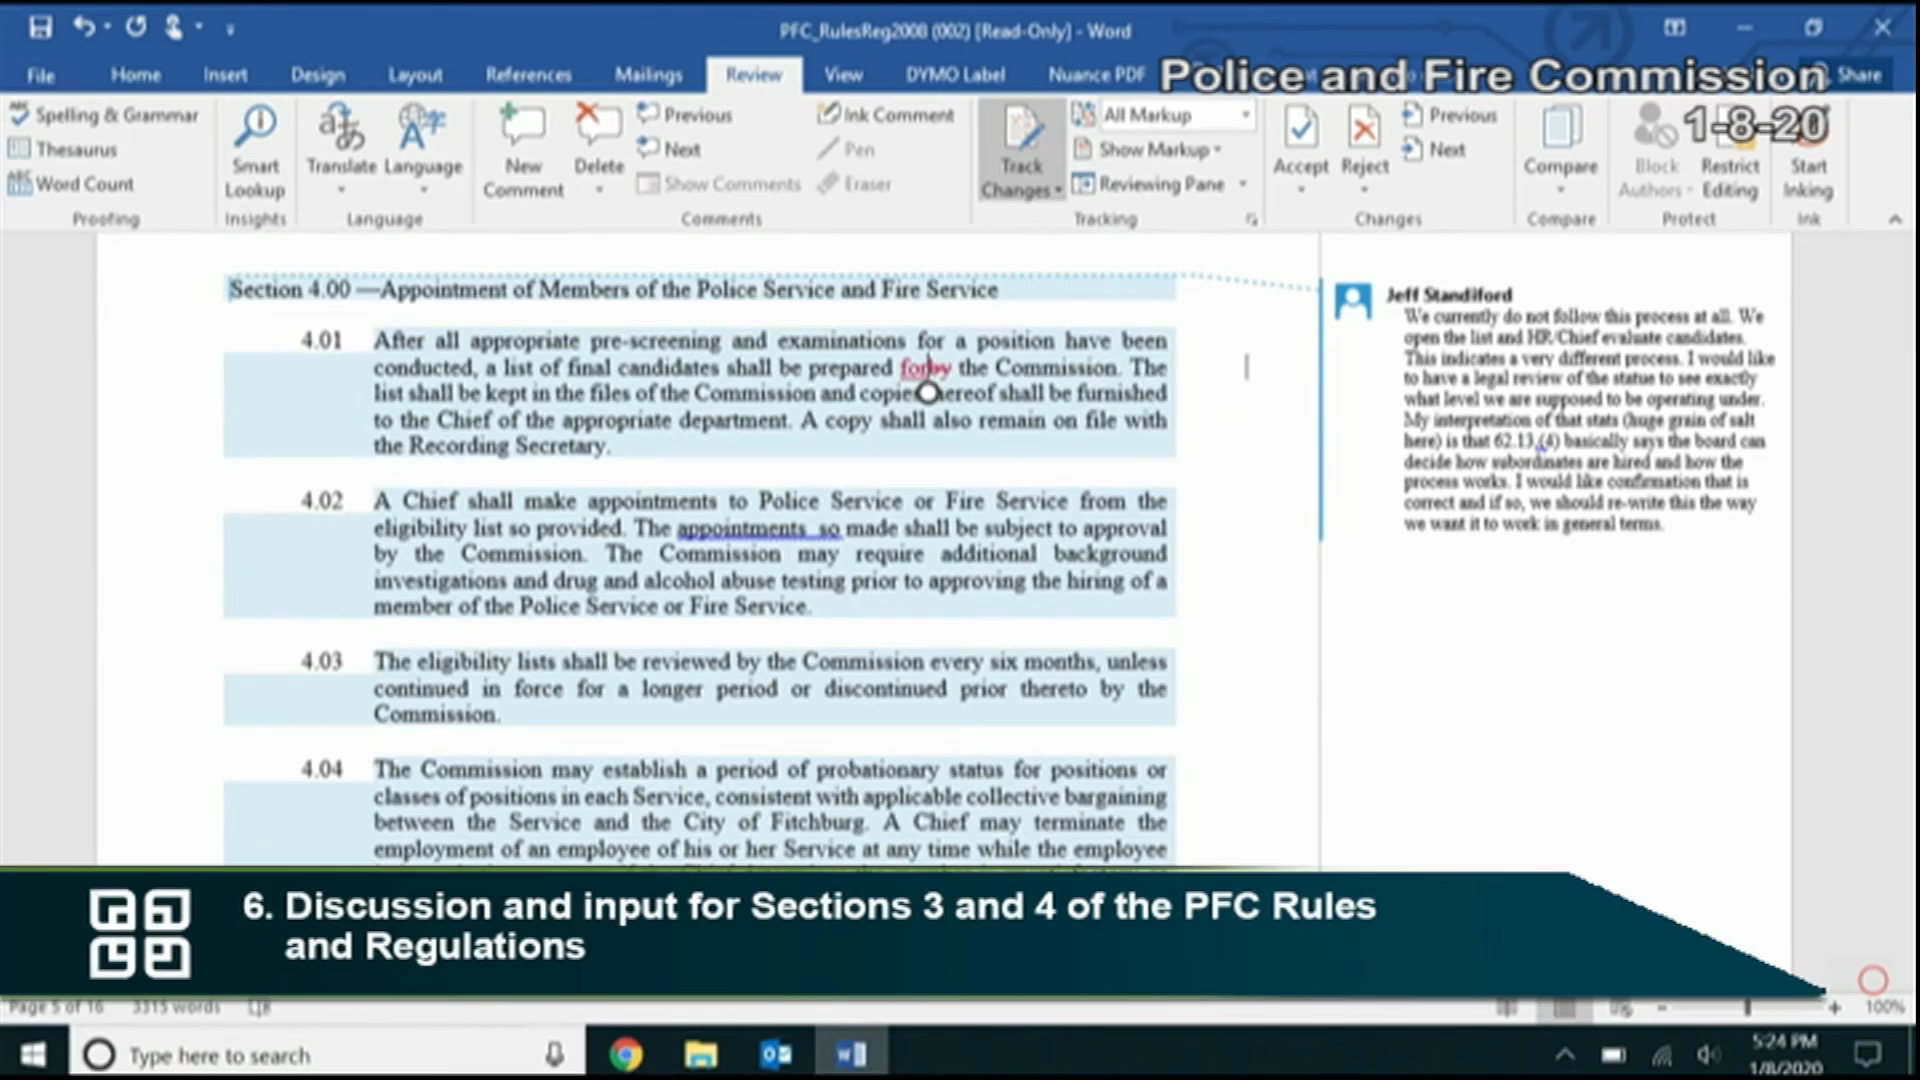 PFC_RulesReg2008 (002) [Read-Only] - Word
File Home Insert Design Layout References Mailings Review View DYMO Label Nuance PDF Share
Police and Fire Commission
1-8-20
Spelling & Grammar
Thesaurus
Word Count
Proofing
Smart
Lookup
Insights
Translate Language
Language
New
Comment
Delete
Previous
Next
Show Comments
Ink Comment
Pen
Eraser
Comments
Track
Changes
All Markup
Show Markup
Reviewing Pane
Tracking
Accept Reject
Previous
Next
Changes
Compare
Compare
Block
Authors
Restrict
Editing
Protect
Start
Inking
Ink
Section 4.00 —Appointment of Members of the Police Service and Fire Service
4.01 After all appropriate pre-screening and examinations for a position have been
conducted, a list of final candidates shall be prepared forby the Commission. The
list shall be kept in the files of the Commission and copies thereof shall be furnished
to the Chief of the appropriate department. A copy shall also remain on file with
the Recording Secretary.
4.02 A Chief shall make appointments to Police Service or Fire Service from the
eligibility list so provided. The appointments so made shall be subject to approval
by the Commission. The Commission may require additional background
investigations and drug and alcohol abuse testing prior to approving the hiring of a
member of the Police Service or Fire Service.
4.03 The eligibility lists shall be reviewed by the Commission every six months, unless
continued in force for a longer period or discontinued prior thereto by the
Commission.
4.04 The Commission may establish a period of probationary status for positions or
classes of positions in each Service, consistent with applicable collective bargaining
between the Service and the City of Fitchburg. A Chief may terminate the
employment of an employee of his or her Service at any time while the employee
Jeff Standiford
We currently do not follow this process at all. We
open the list and HR/Chief evaluate candidates.
This indicates a very different process. I would like
to have a legal review of the statue to see exactly
what level we are supposed to be operating under.
My interpretation of that stats (huge grain of salt
here) is that 62.13.(4) basically says the board can
decide how subordinates are hired and how the
process works. I would like confirmation that is
correct and if so, we should re-write this the way
we want it to work in general terms.
6. Discussion and input for Sections 3 and 4 of the PFC Rules
and Regulations
Page 5 of 16 3315 words
100%
Type here to search
5:24 PM
1/8/2020